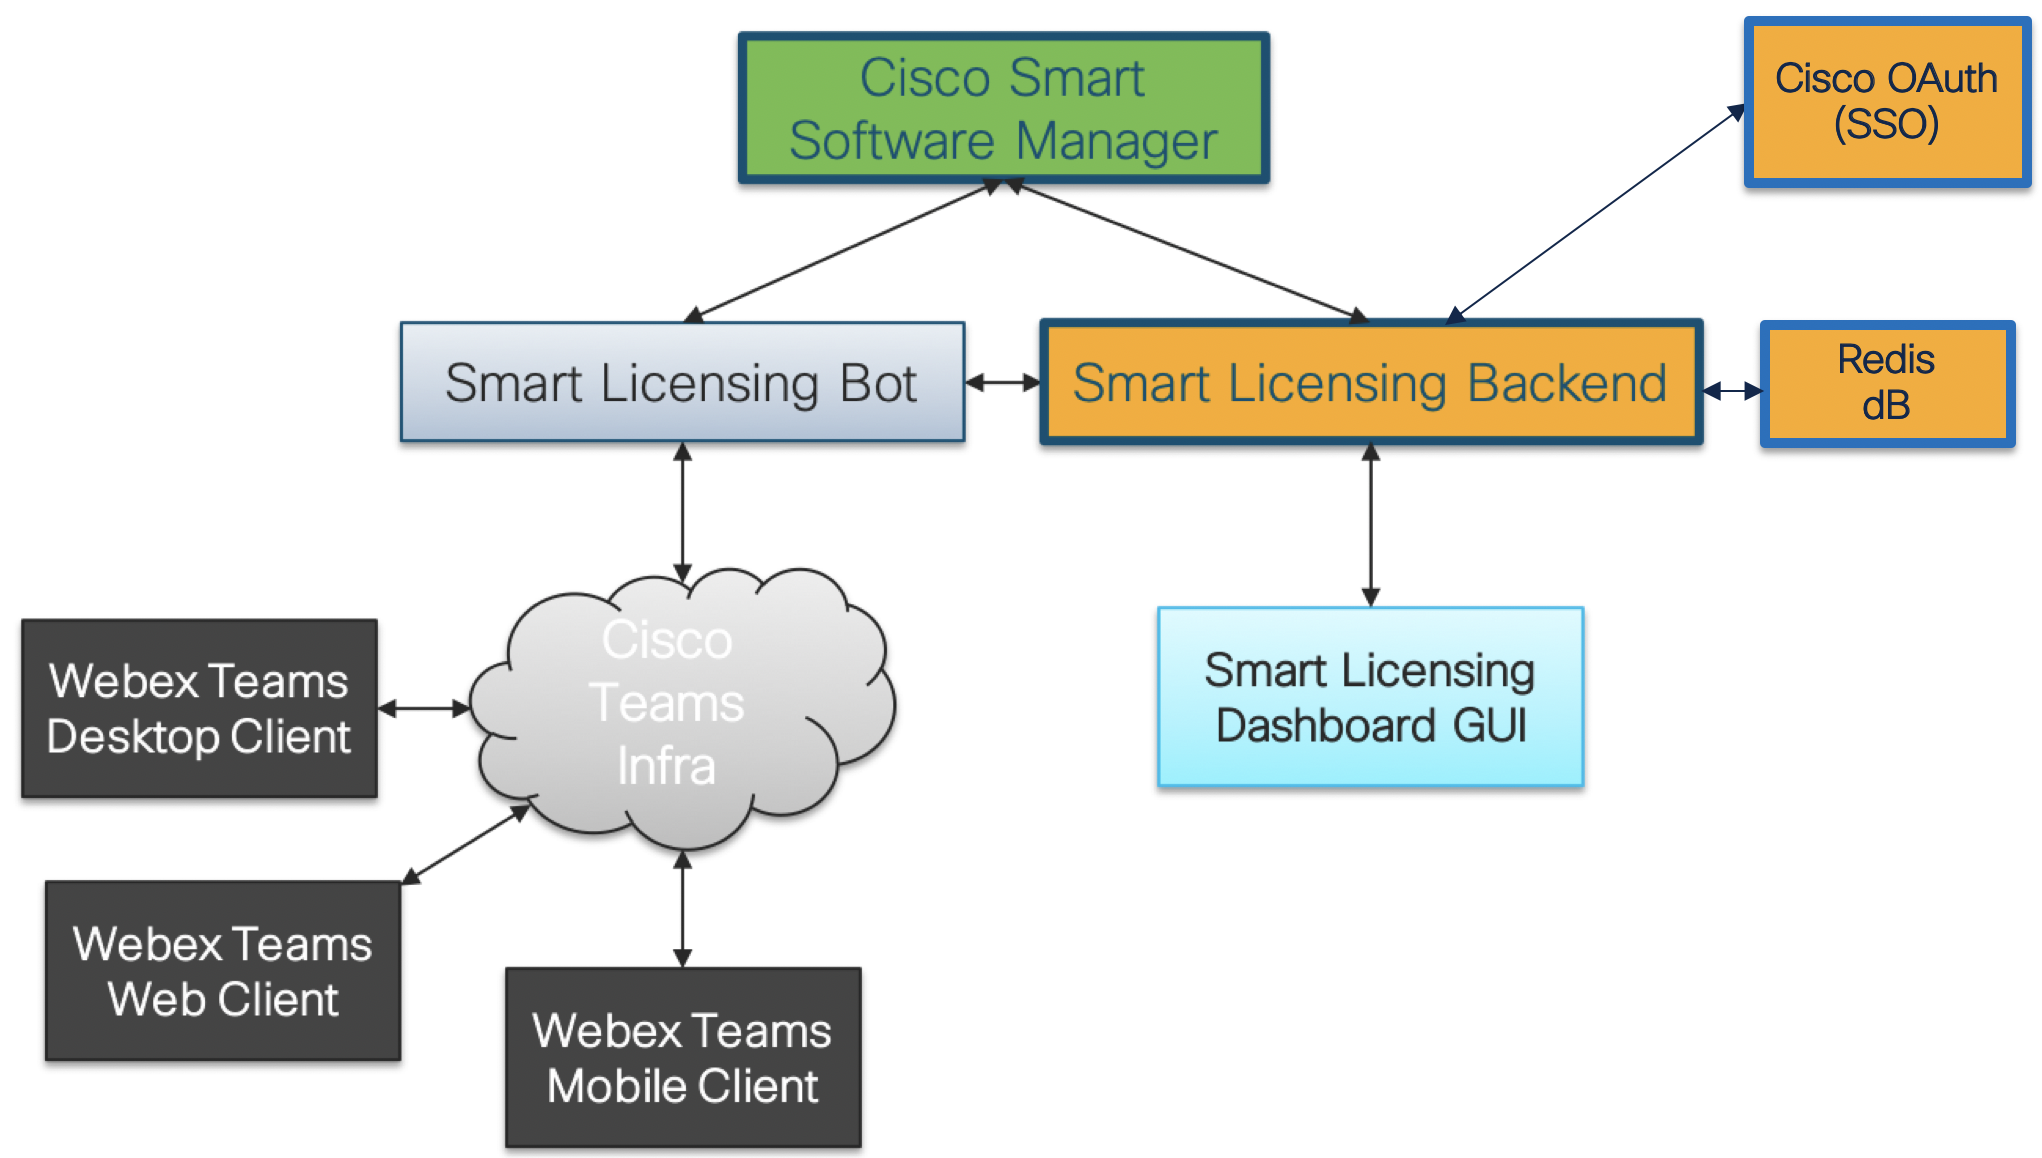 Cisco Smart
Software Manager
Cisco OAuth
(SSO)
Smart Licensing Bot
Smart Licensing Backend
Redis
dB
Cisco
Teams
Infra
Webex Teams
Desktop Client
Smart Licensing
Dashboard GUI
Webex Teams
Web Client
Webex Teams
Mobile Client